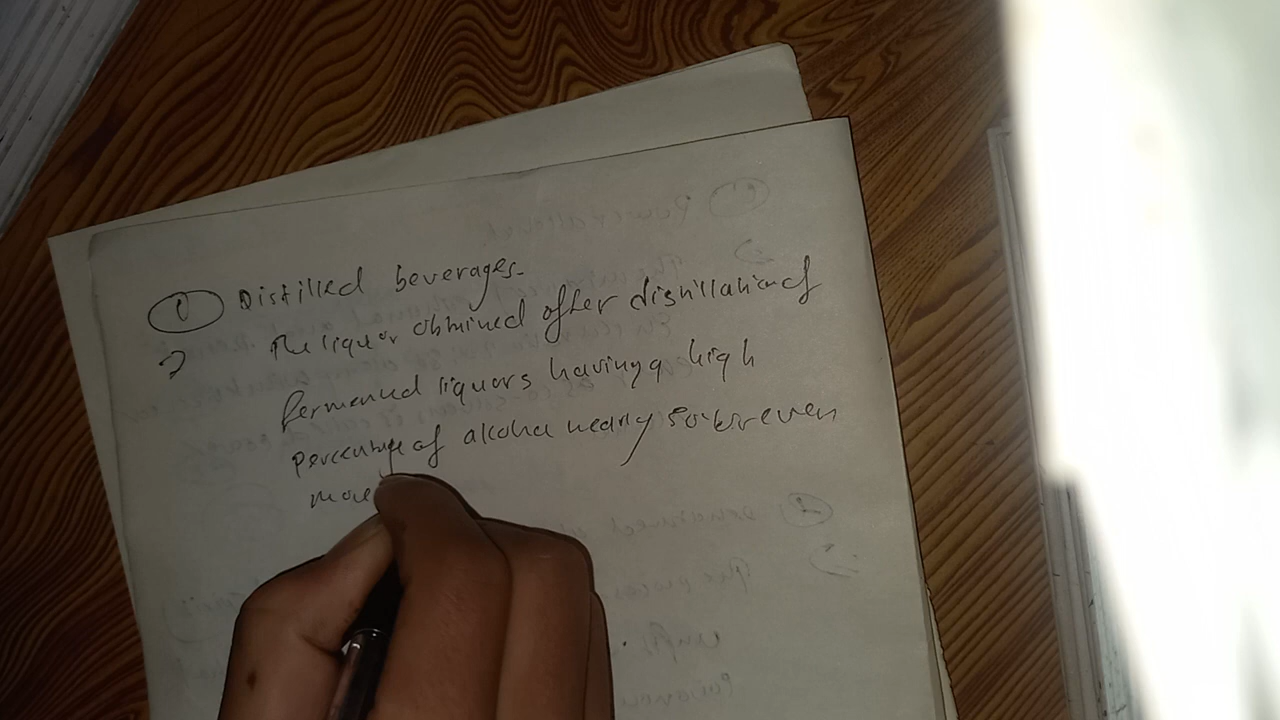 ① Distilled beverages.
⇒ The liquor obtained after distillation of
fermented liquors having a high
percentage of alcohol nearly 50% or even
more